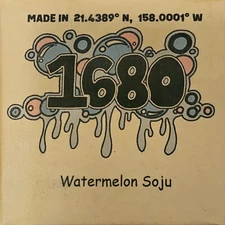 MADE IN 21.4389° N, 158.0001° W
1680
Watermelon Soju